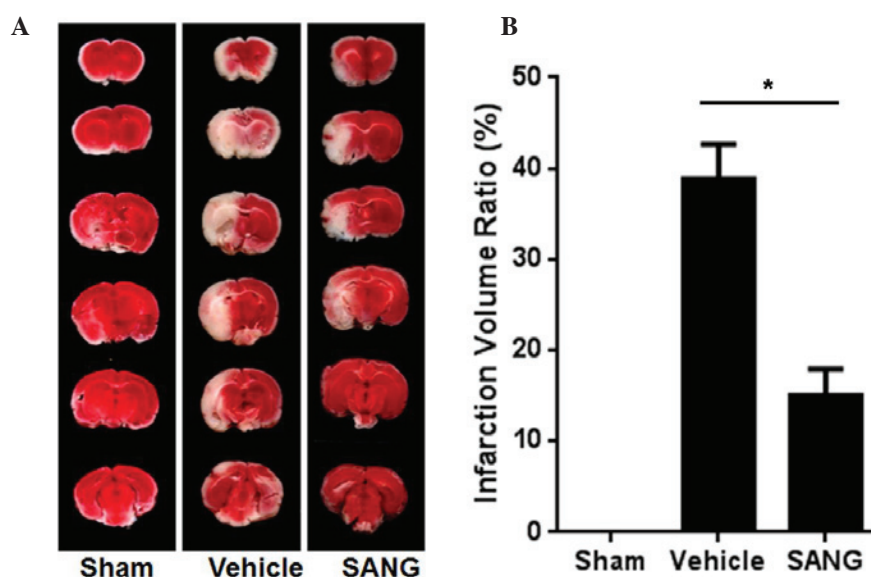 A
B
Sham Vehicle SANG
Infarction Volume Ratio (%)
50
40
30
20
10
0
*
Sham Vehicle SANG